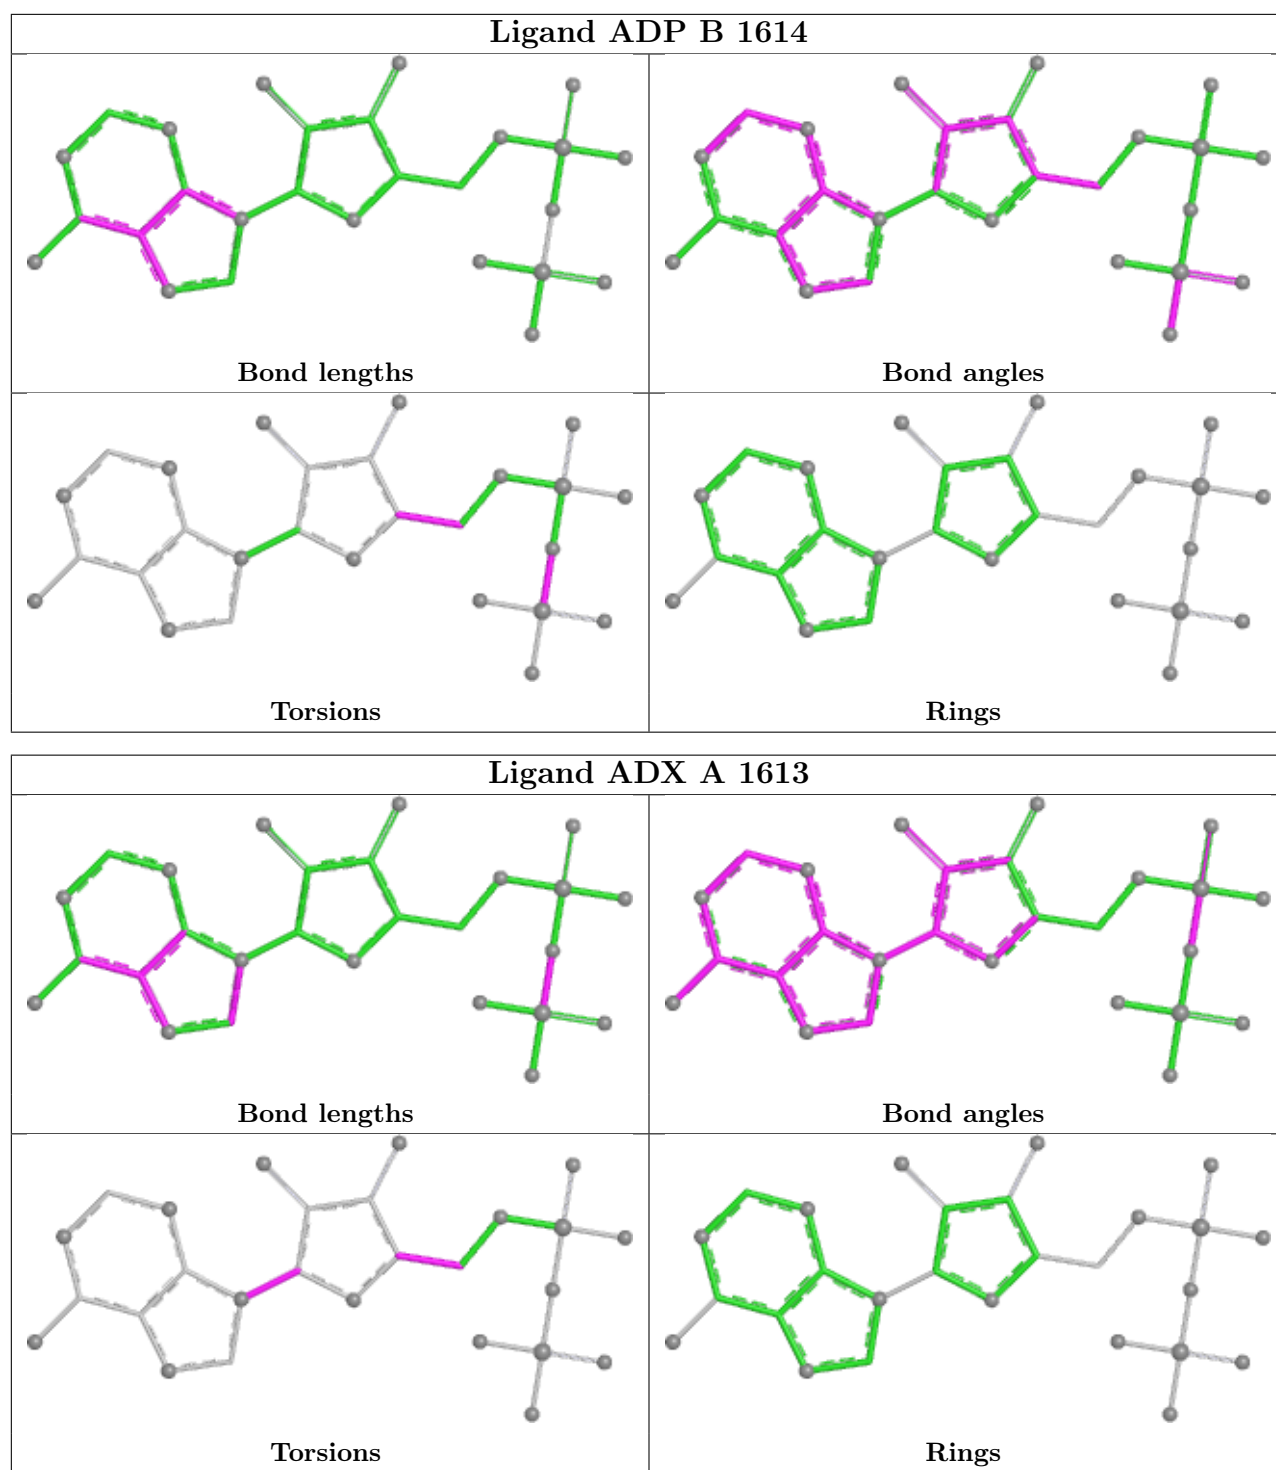 Ligand ADP B 1614
Bond lengths
Bond angles
Torsions
Rings
Ligand ADX A 1613
Bond lengths
Bond angles
Torsions
Rings